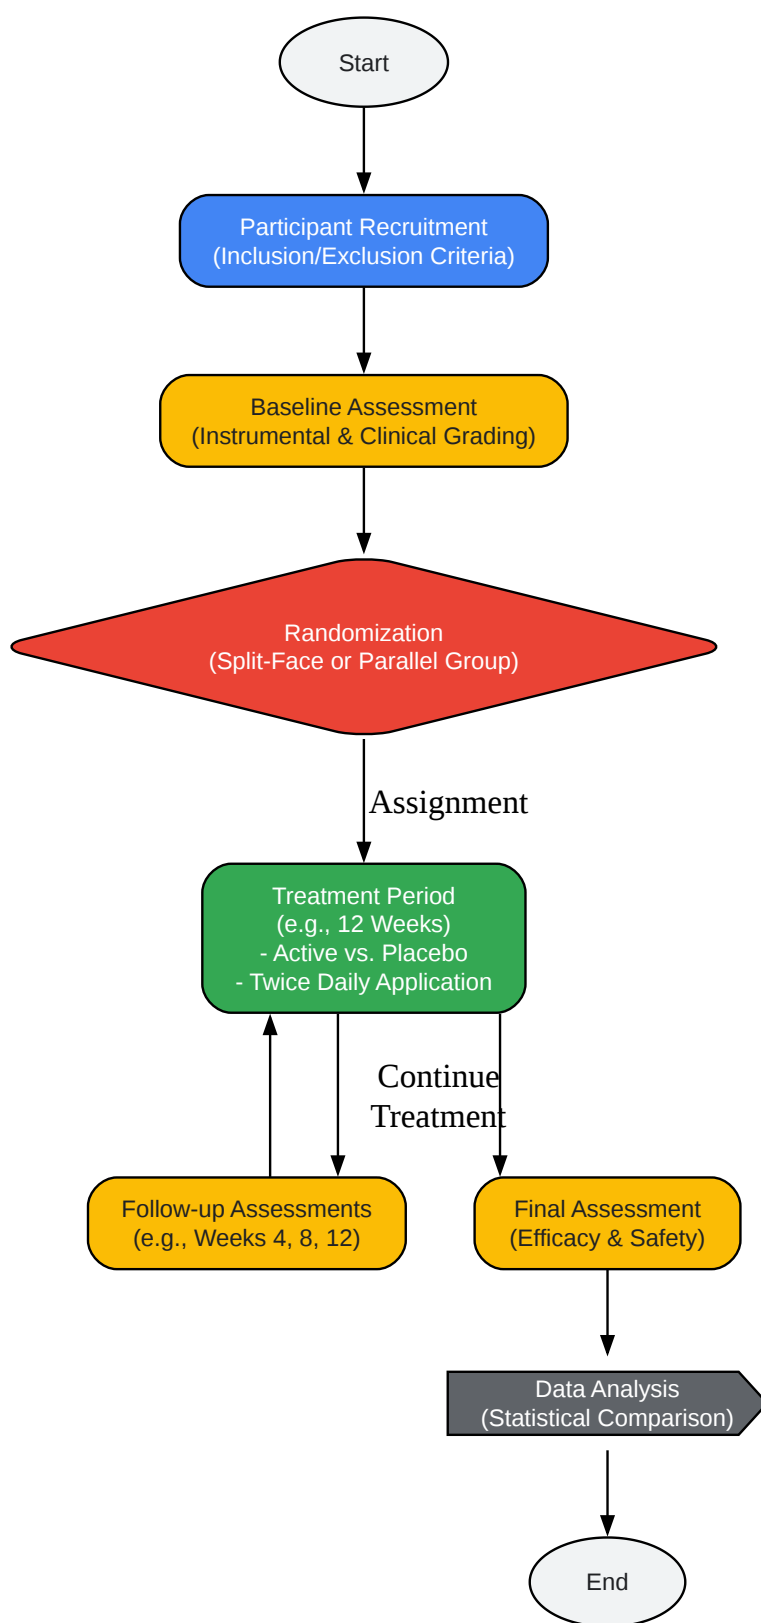 Start
Participant Recruitment
(Inclusion/Exclusion Criteria)
Baseline Assessment
(Instrumental & Clinical Grading)
Randomization
(Split-Face or Parallel Group)
Assignment
Treatment Period
(e.g., 12 Weeks)
- Active vs. Placebo
- Twice Daily Application
Continue
Treatment
Follow-up Assessments
(e.g., Weeks 4, 8, 12)
Final Assessment
(Efficacy & Safety)
Data Analysis
(Statistical Comparison)
End